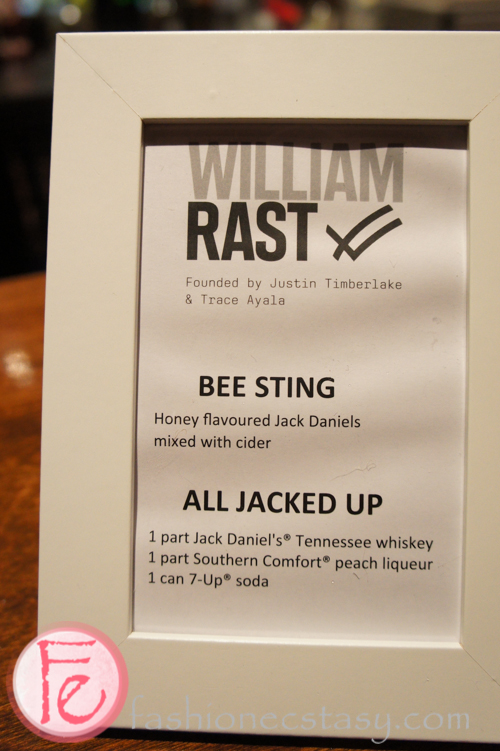 WILLIAM
RAST
Founded by Justin Timberlake
& Trace Ayala
BEE STING
Honey flavoured Jack Daniels
mixed with cider
ALL JACKED UP
1 part Jack Daniel's® Tennessee whiskey
1 part Southern Comfort® peach liqueur
1 can 7-Up® soda
Fe
fashionecstasy.com